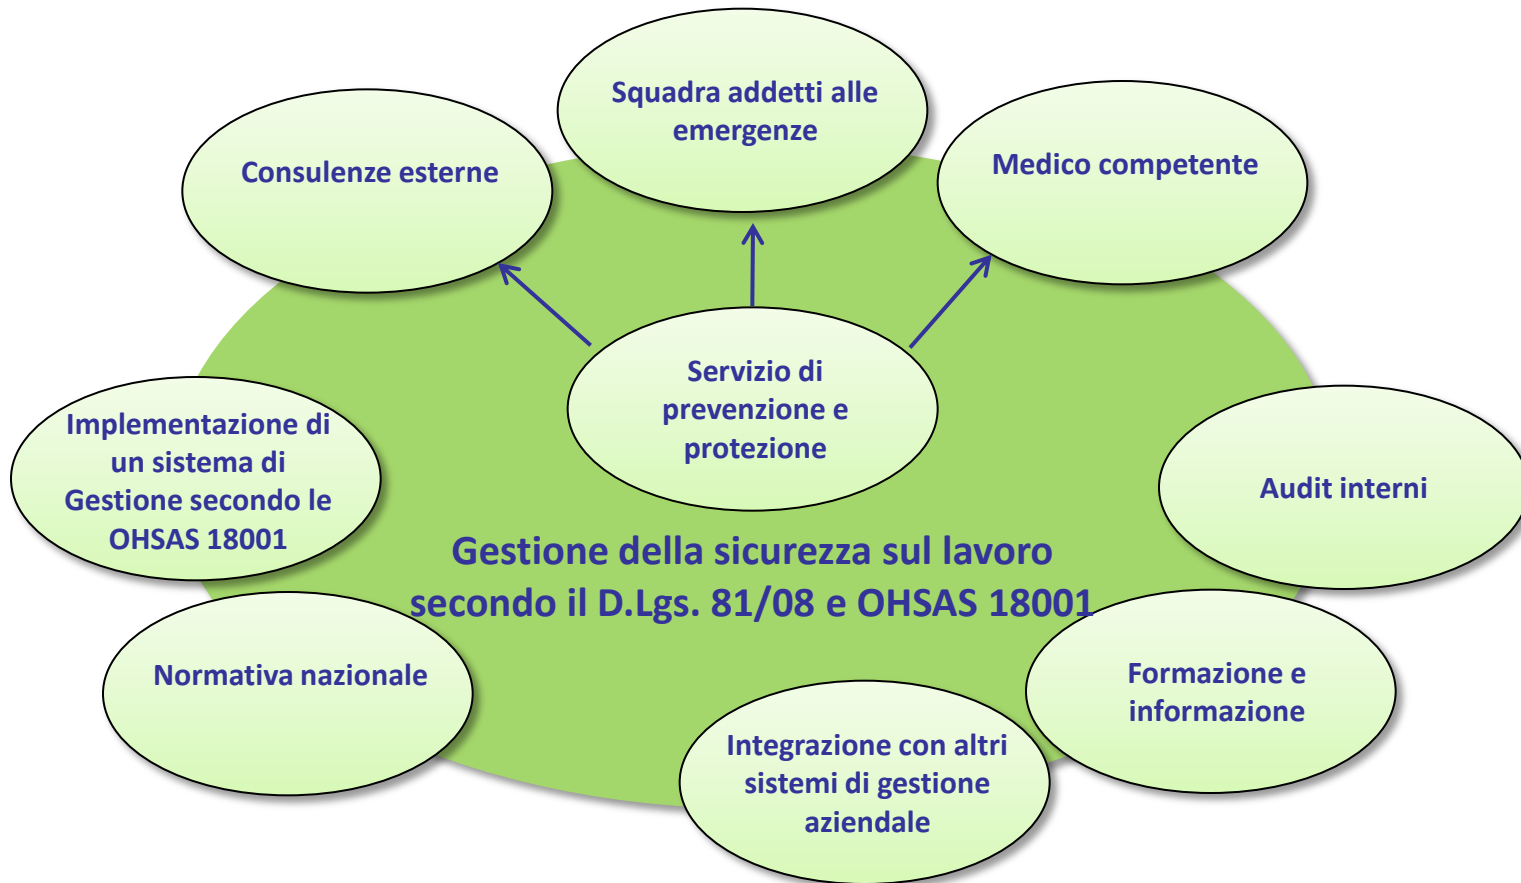 Squadra addetti alle
emergenze
Consulenze esterne
Medico competente
Servizio di
prevenzione e
protezione
Implementazione di
un sistema di
Gestione secondo le
OHSAS 18001
Audit interni
Gestione della sicurezza sul lavoro
secondo il D.Lgs. 81/08 e OHSAS 18001
Normativa nazionale
Formazione e
informazione
Integrazione con altri
sistemi di gestione
aziendale